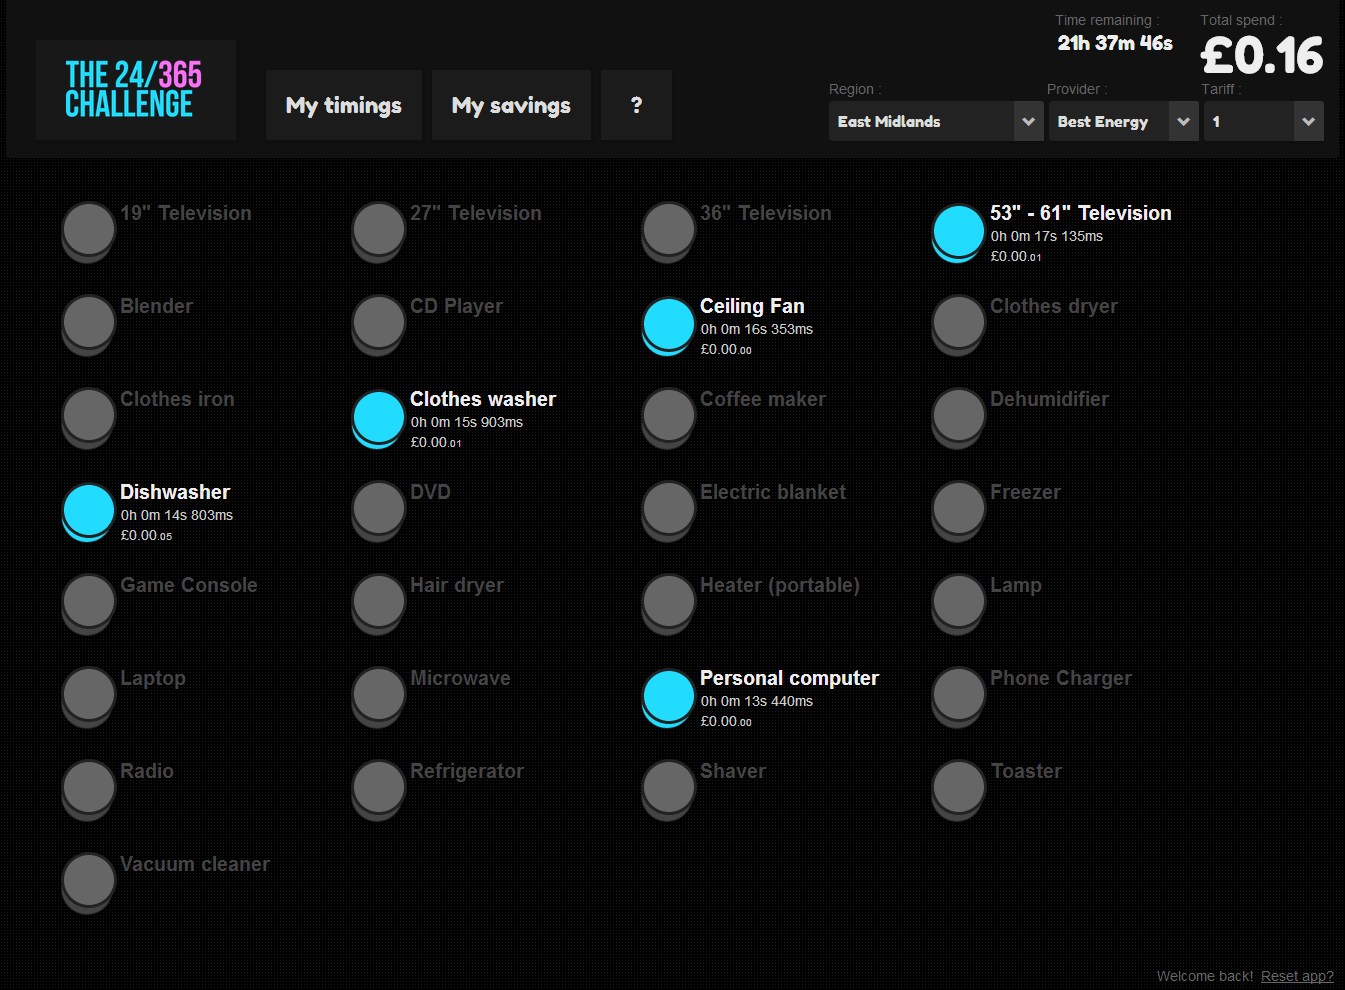 Time remaining :
Total spend :
21h 37m 46s
£0.16
THE 24/365
CHALLENGE
My timings
My savings
?
Region :
Provider :
Tariff :
East Midlands
Best Energy
1
19" Television
27" Television
36" Television
53" - 61" Television
0h 0m 17s 135ms
£0.00.01
Blender
CD Player
Ceiling Fan
0h 0m 16s 353ms
£0.00.00
Clothes dryer
Clothes iron
Clothes washer
0h 0m 15s 903ms
£0.00.01
Coffee maker
Dehumidifier
Dishwasher
0h 0m 14s 803ms
£0.00.05
DVD
Electric blanket
Freezer
Game Console
Hair dryer
Heater (portable)
Lamp
Laptop
Microwave
Personal computer
0h 0m 13s 440ms
£0.00.00
Phone Charger
Radio
Refrigerator
Shaver
Toaster
Vacuum cleaner
Welcome back! Reset app?